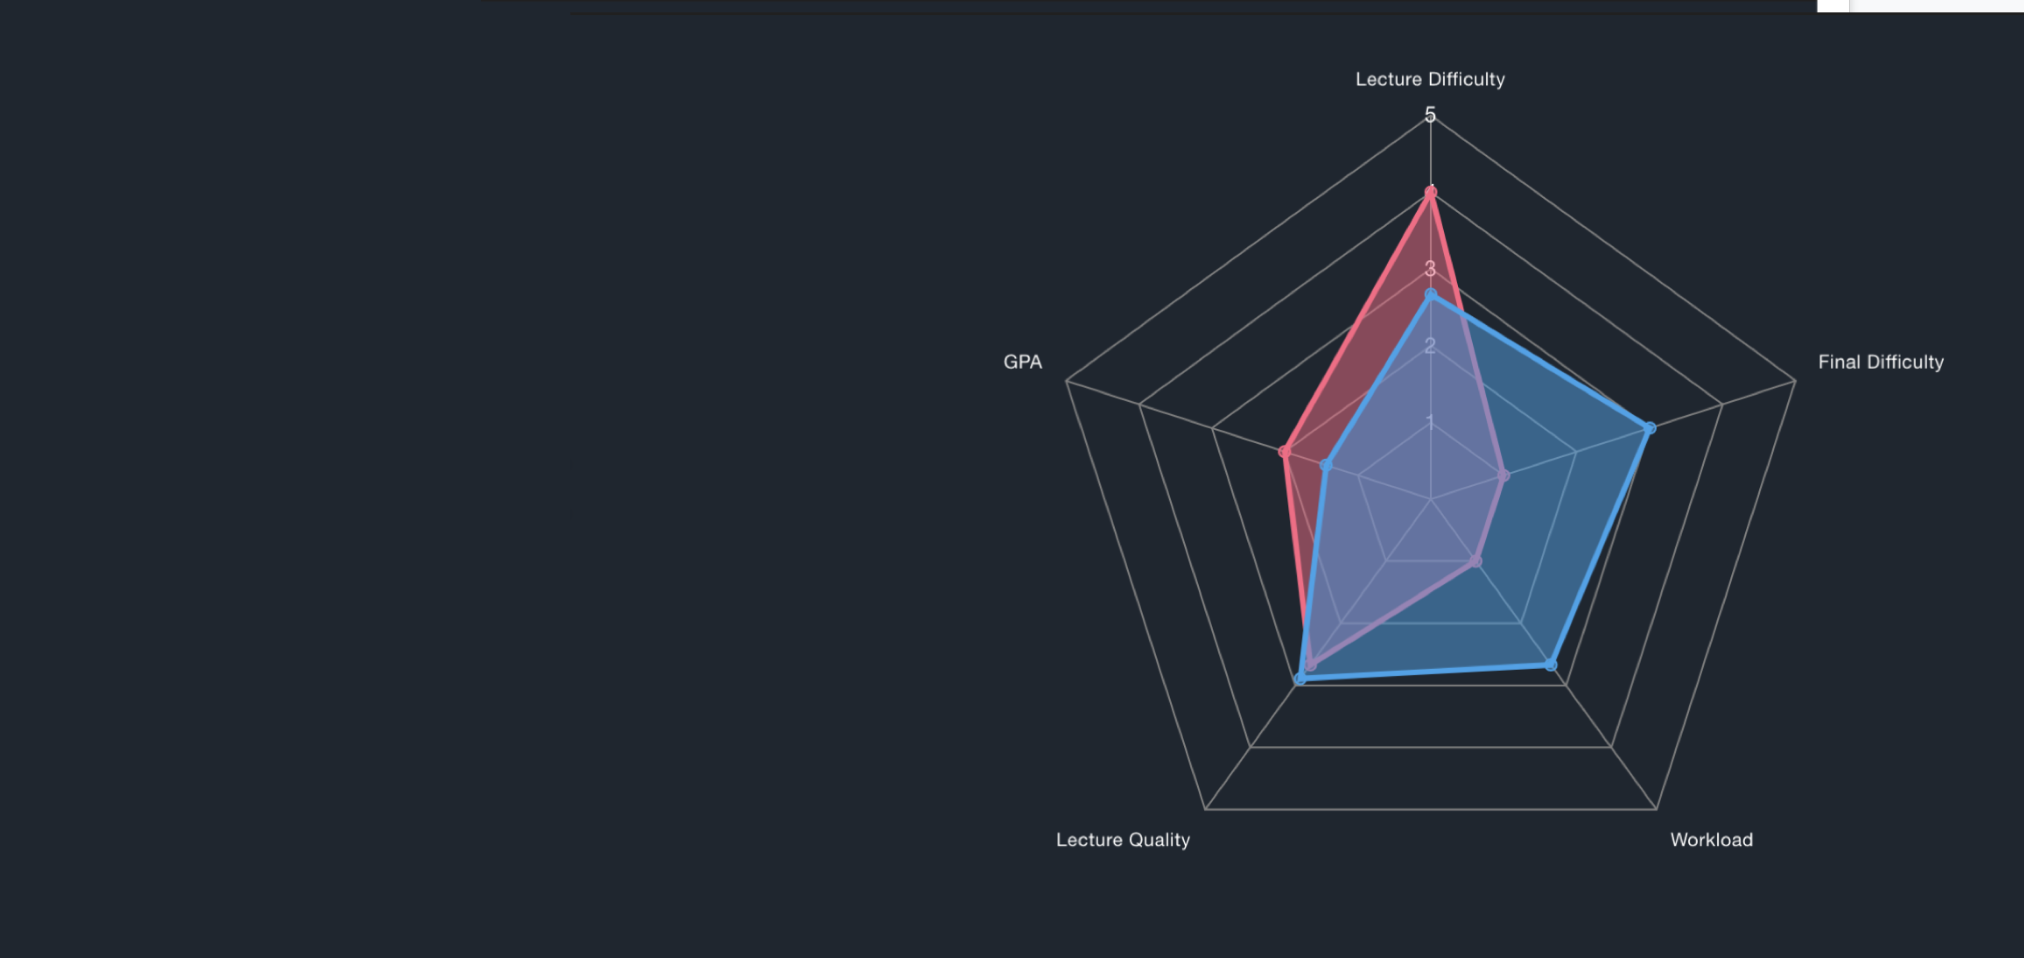 Lecture Difficulty
5
3
2
1
GPA
Final Difficulty
Lecture Quality
Workload